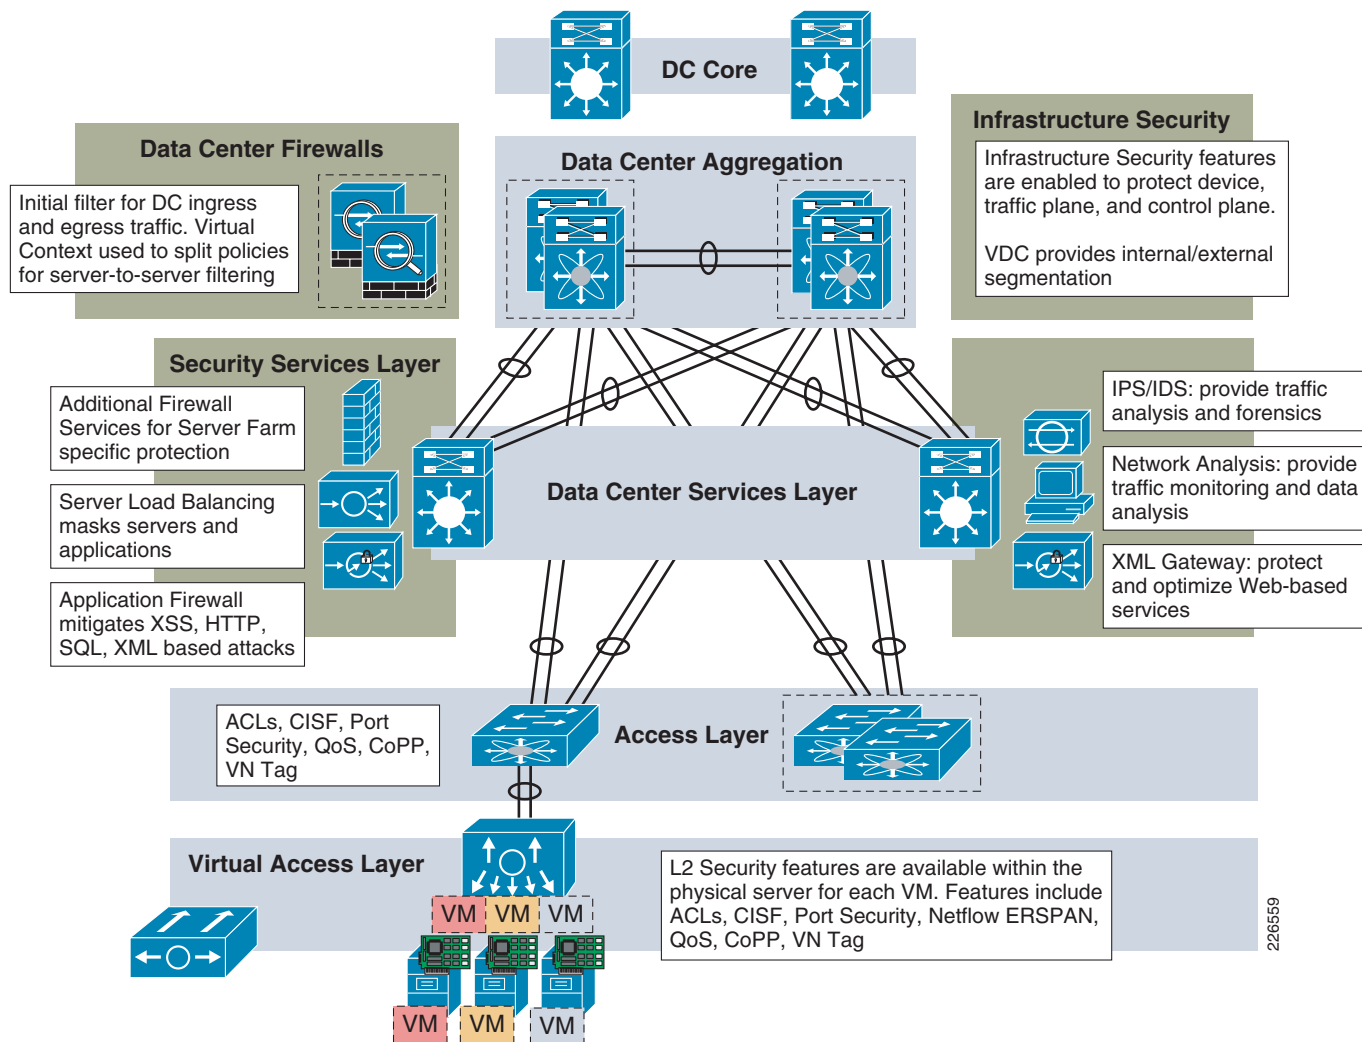 DC Core
Data Center Firewalls
Initial filter for DC ingress
and egress traffic. Virtual
Context used to split policies
for server-to-server filtering
Data Center Aggregation
Infrastructure Security
Infrastructure Security features
are enabled to protect device,
traffic plane, and control plane.
VDC provides internal/external
segmentation
Security Services Layer
Additional Firewall
Services for Server Farm
specific protection
Server Load Balancing
masks servers and
applications
Application Firewall
mitigates XSS, HTTP,
SQL, XML based attacks
Data Center Services Layer
IPS/IDS: provide traffic
analysis and forensics
Network Analysis: provide
traffic monitoring and data
analysis
XML Gateway: protect
and optimize Web-based
services
ACLs, CISF, Port
Security, QoS, CoPP,
VN Tag
Access Layer
Virtual Access Layer
L2 Security features are available within the
physical server for each VM. Features include
ACLs, CISF, Port Security, Netflow ERSPAN,
QoS, CoPP, VN Tag
VM VM VM
VM VM VM
226559